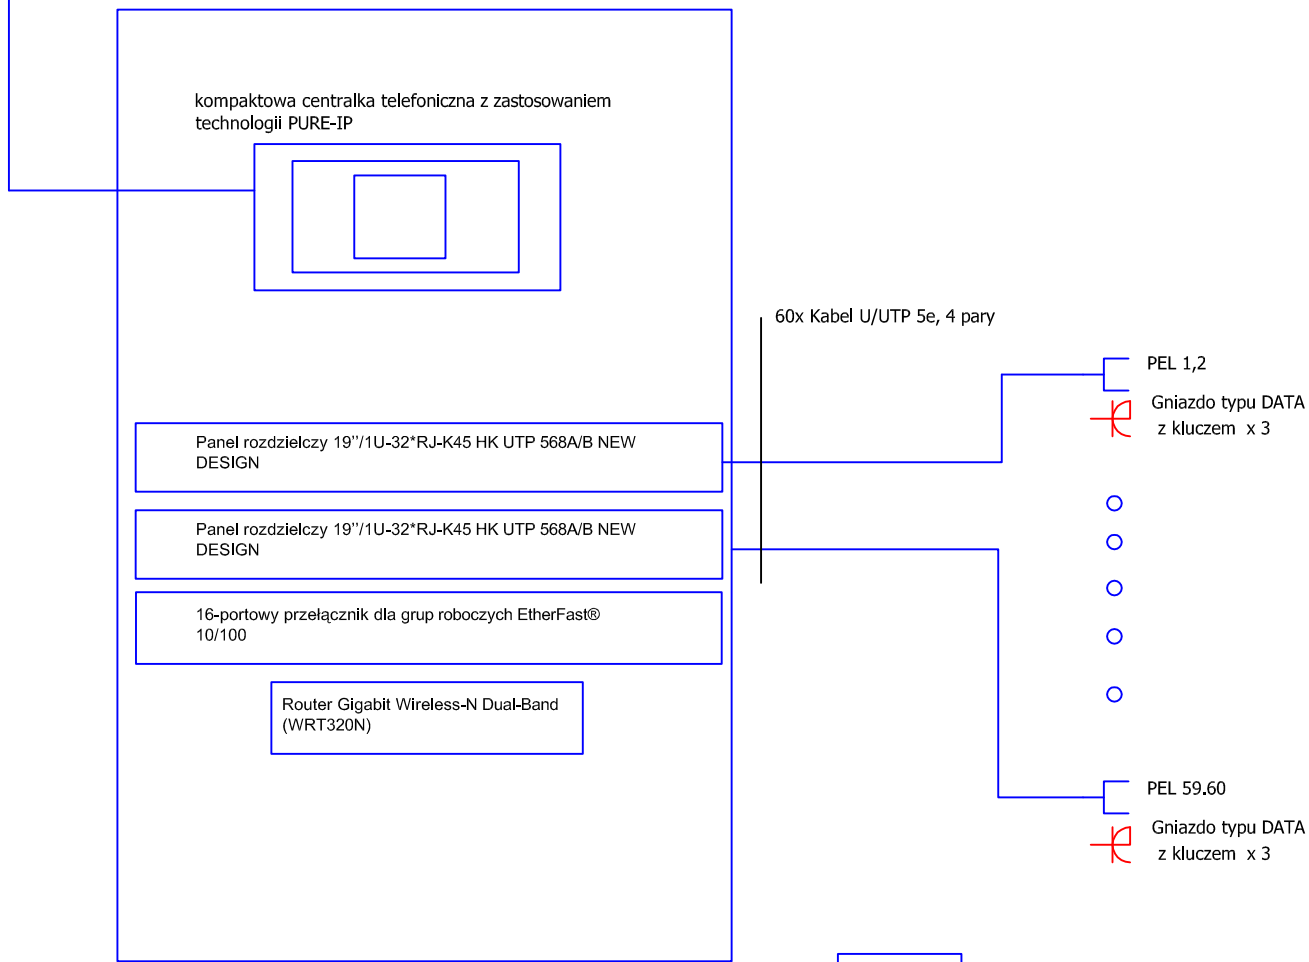 kompaktowa centralka telefoniczna z zastosowaniem
technologii PURE-IP
60x Kabel U/UTP 5e, 4 pary
PEL 1,2
Gniazdo typu DATA
z kluczem x 3
Panel rozdzielczy 19''/1U-32*RJ-K45 HK UTP 568A/B NEW
DESIGN
Panel rozdzielczy 19''/1U-32*RJ-K45 HK UTP 568A/B NEW
DESIGN
16-portowy przełącznik dla grup roboczych EtherFast®
10/100
Router Gigabit Wireless-N Dual-Band
(WRT320N)
PEL 59.60
Gniazdo typu DATA
z kluczem x 3